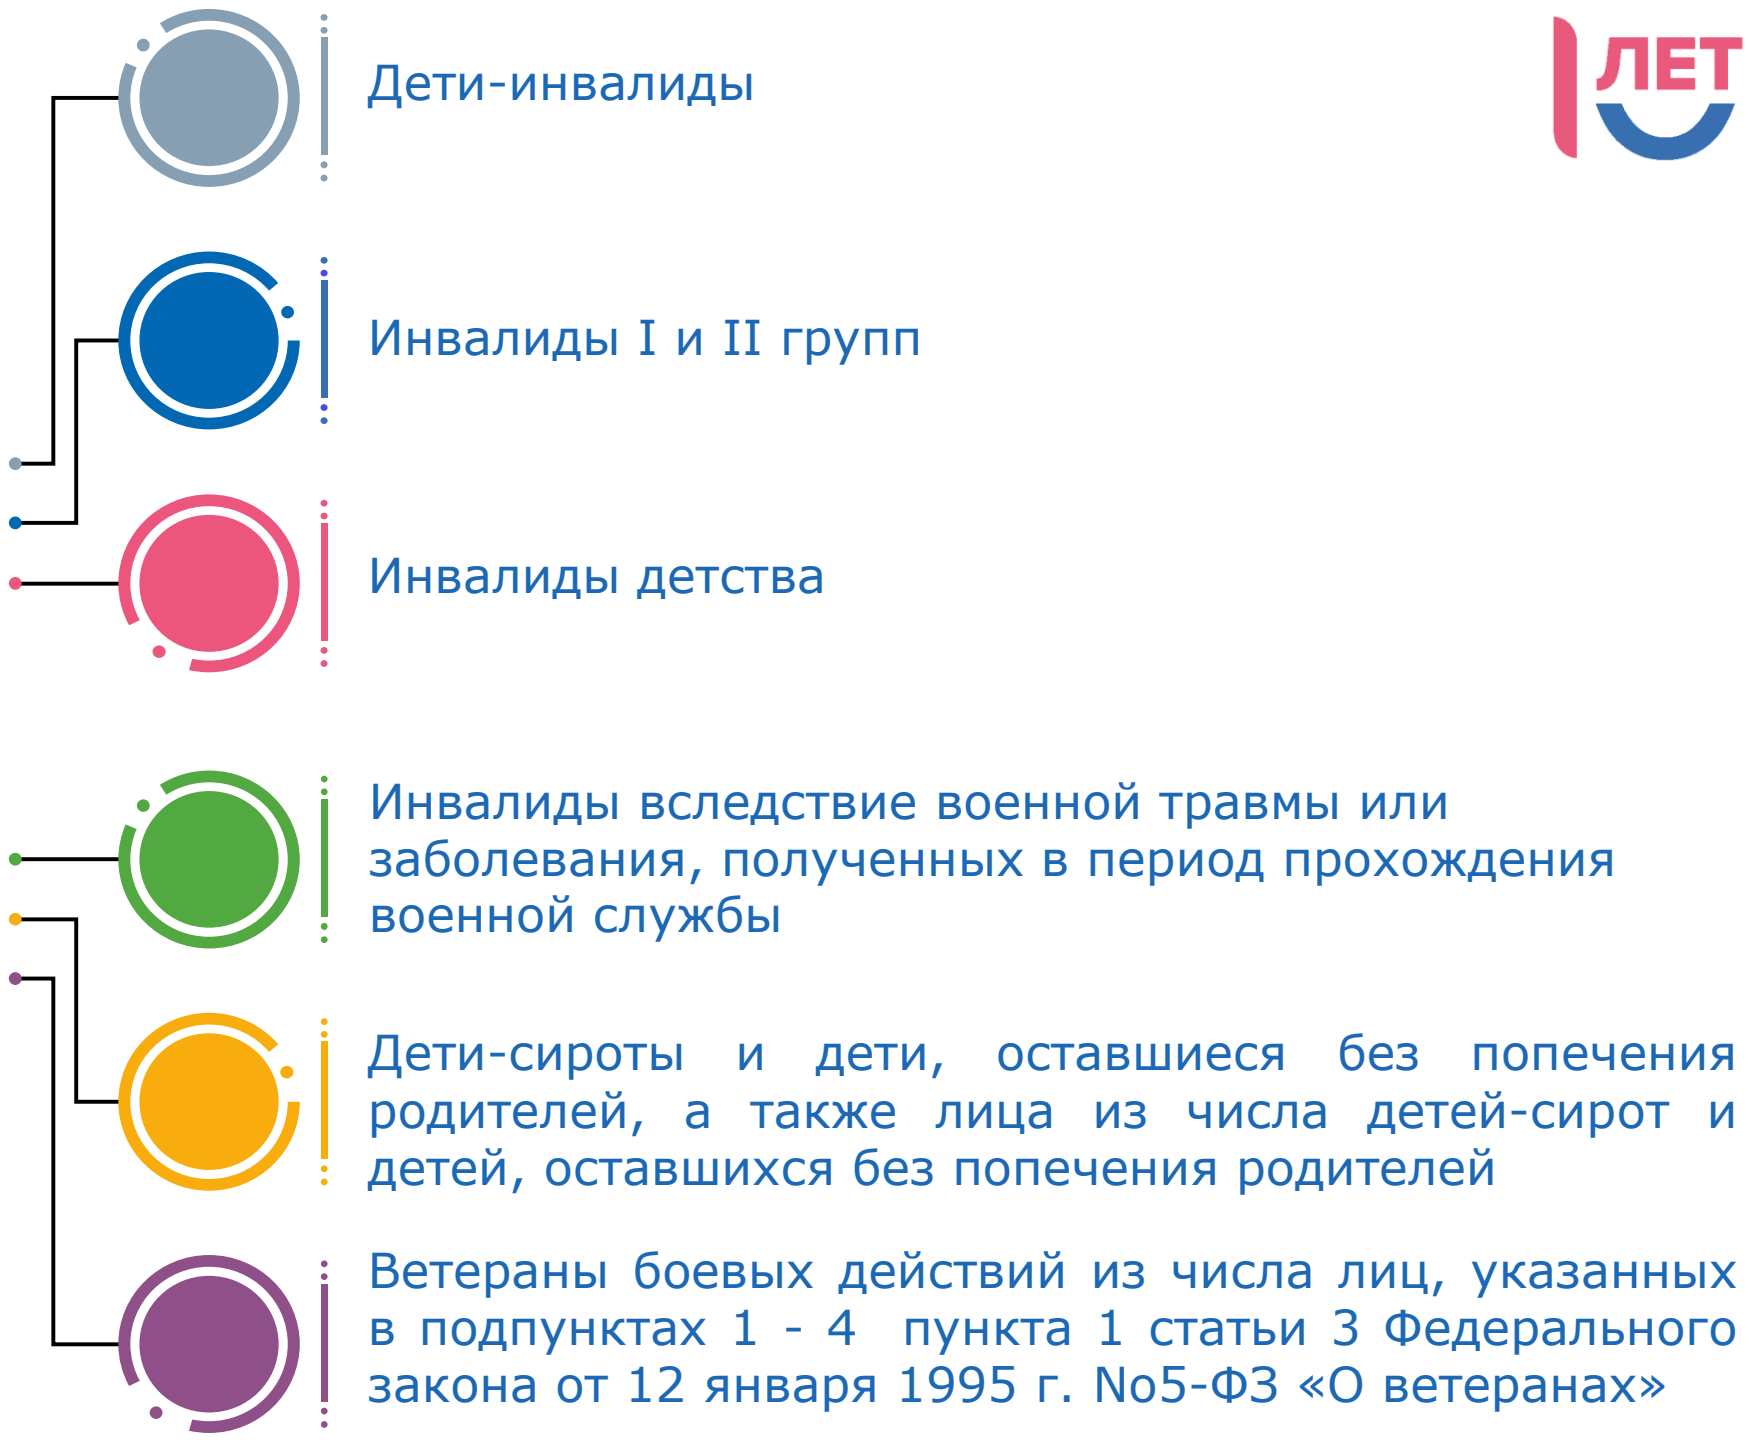 Дети-инвалиды
ЛЕТ
Инвалиды I и II групп
Инвалиды детства
Инвалиды вследствие военной травмы или
заболевания, полученных в период прохождения
военной службы
Дети-сироты и дети, оставшиеся без попечения
родителей, а также лица из числа детей-сирот и
детей, оставшихся без попечения родителей
Ветераны боевых действий из числа лиц, указанных
в подпунктах 1 - 4 пункта 1 статьи 3 Федерального
закона от 12 января 1995 г. No5-ФЗ «О ветеранах»